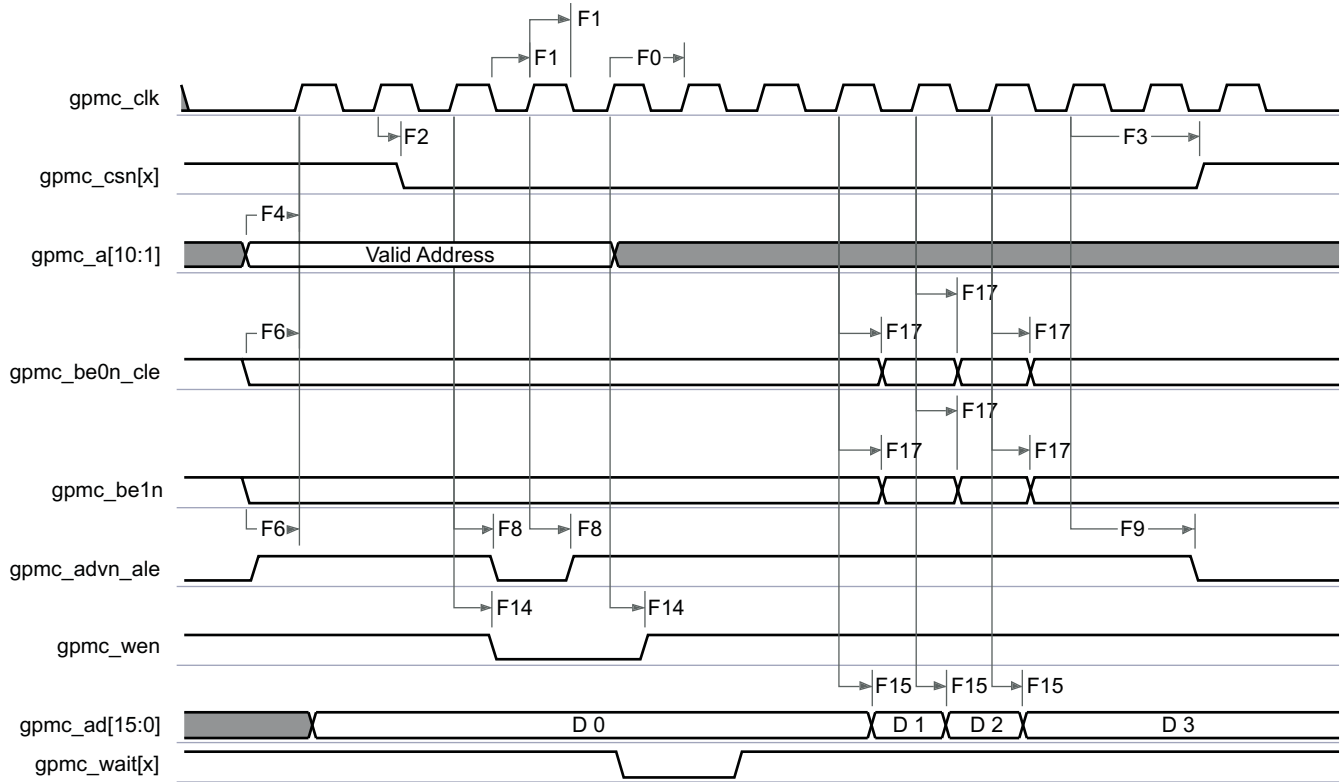 F1
F1 F0
gpmc_clk
F2 F3
gpmc_csn[x]
F4
gpmc_a[10:1] Valid Address
F17
F6 F17 F17
gpmc_be0n_cle
F17
F17 F17
gpmc_be1n
F6 F8 F8 F9
gpmc_advn_ale
F14 F14
gpmc_wen
F15 F15 F15
gpmc_ad[15:0] D 0 D 1 D 2 D 3
gpmc_wait[x]